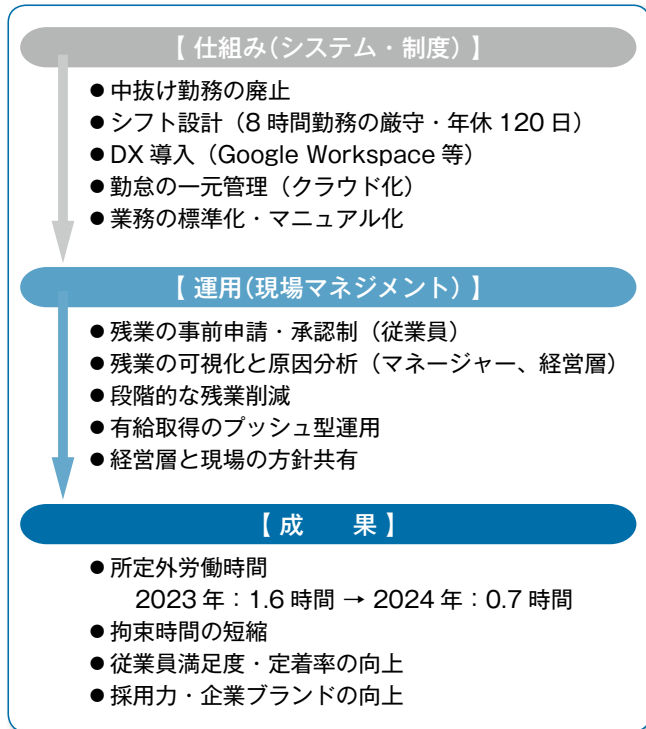 【 仕組み(システム・制度) 】
●中抜け勤務の廃止
●シフト設計（8 時間勤務の厳守・年休 120 日）
●DX 導入（Google Workspace 等）
●勤怠の一元管理（クラウド化）
●業務の標準化・マニュアル化
【 運用(現場マネジメント) 】
●残業の事前申請・承認制（従業員）
●残業の可視化と原因分析（マネージャー、経営層）
●段階的な残業削減
●有給取得のプッシュ型運用
●経営層と現場の方針共有
【 成　　果 】
●所定外労働時間
2023 年：1.6 時間 → 2024 年：0.7 時間
●拘束時間の短縮
●従業員満足度・定着率の向上
●採用力・企業ブランドの向上